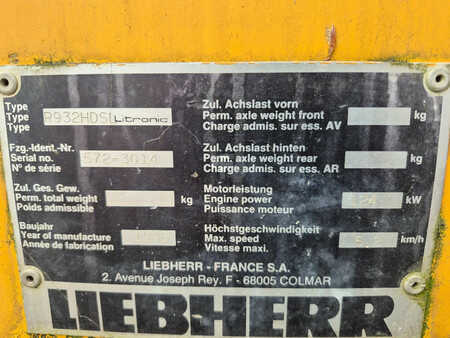 Type
Type R932HDSL Litronic
Type
Fzg.-Ident.-Nr.
Serial no. 572-3014
N° de série
Zul. Ges. Gew.
Perm. total weight kg
Poids admissible
Baujahr
Year of manufacture
Année de fabrication
Zul. Achslast vorn
Perm. axle weight front kg
Charge admis. sur ess. AV
Zul. Achslast hinten
Perm. axle weight rear kg
Charge admis. sur ess. AR
Motorleistung
Engine power kW
Puissance moteur
Höchstgeschwindigkeit
Max. speed km/h
Vitesse maxi.
LIEBHERR - FRANCE S.A.
2. Avenue Joseph Rey. F - 68005 COLMAR
LIEBHERR